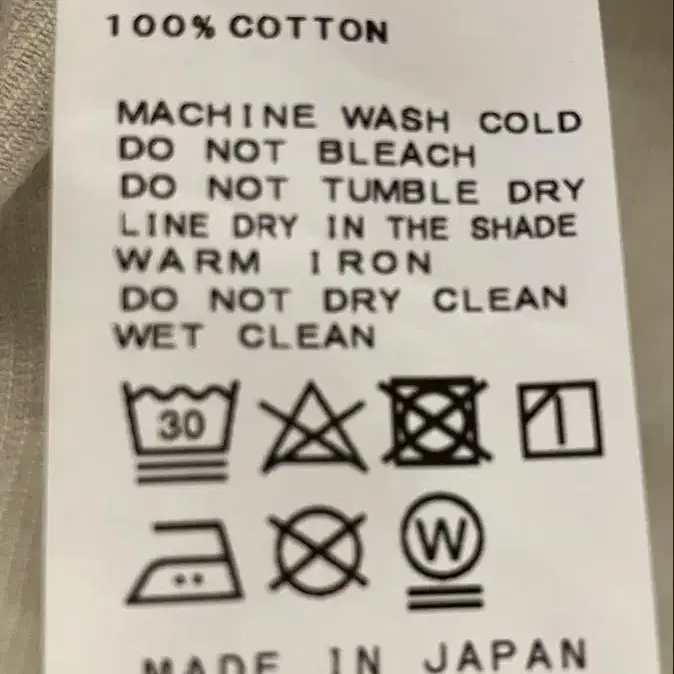 100% COTTON
MACHINE WASH COLD
DO NOT BLEACH
DO NOT TUMBLE DRY
LINE DRY IN THE SHADE
WARM IRON
DO NOT DRY CLEAN
WET CLEAN
30
W
MADE IN JAPAN